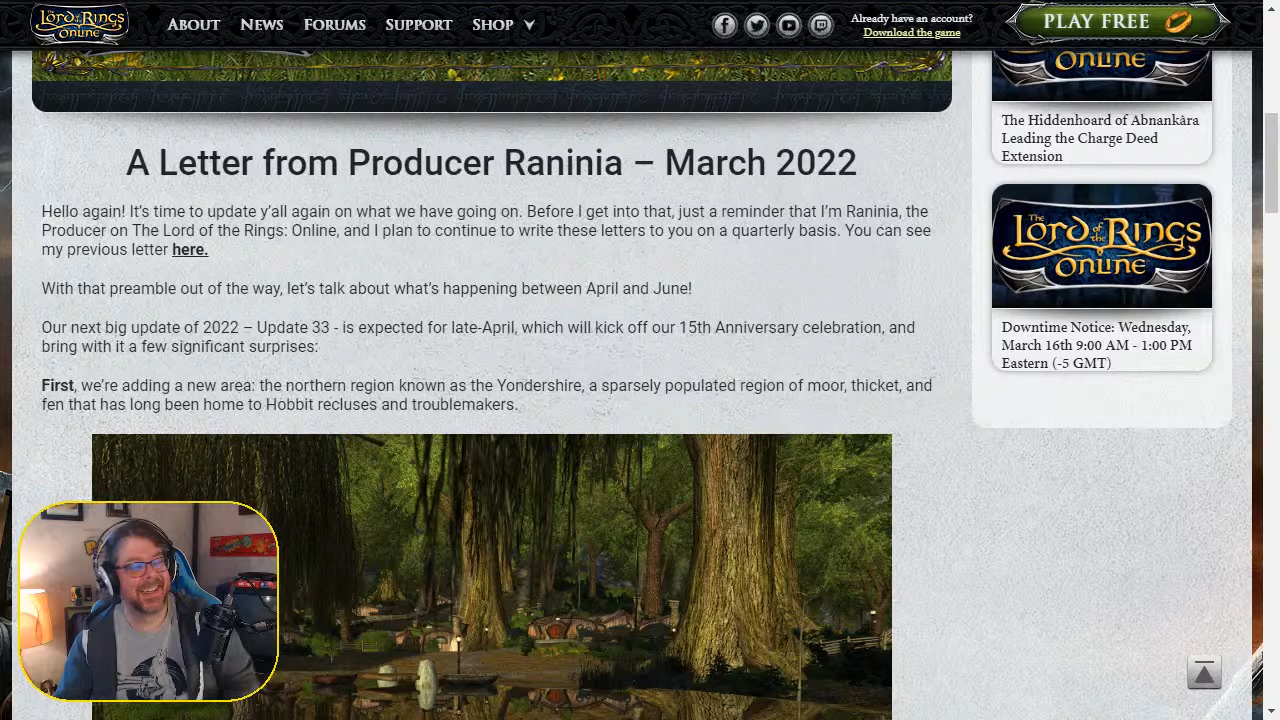 The Lord of the Rings Online
About News Forums Support Shop
Already have an account?
Download the game
Play Free
A Letter from Producer Raninia – March 2022
Hello again! It’s time to update y’all again on what we have going on. Before I get into that, just a reminder that I’m Raninia, the
Producer on The Lord of the Rings: Online, and I plan to continue to write these letters to you on a quarterly basis. You can see
my previous letter here.
With that preamble out of the way, let’s talk about what’s happening between April and June!
Our next big update of 2022 – Update 33 - is expected for late-April, which will kick off our 15th Anniversary celebration, and
bring with it a few significant surprises:
First, we’re adding a new area: the northern region known as the Yondershire, a sparsely populated region of moor, thicket, and
fen that has long been home to Hobbit recluses and troublemakers.
Online
The Hiddenhoard of Abnankâra
Leading the Charge Deed
Extension
The Lord of the Rings
Online
Downtime Notice: Wednesday,
March 16th 9:00 AM - 1:00 PM
Eastern (-5 GMT)